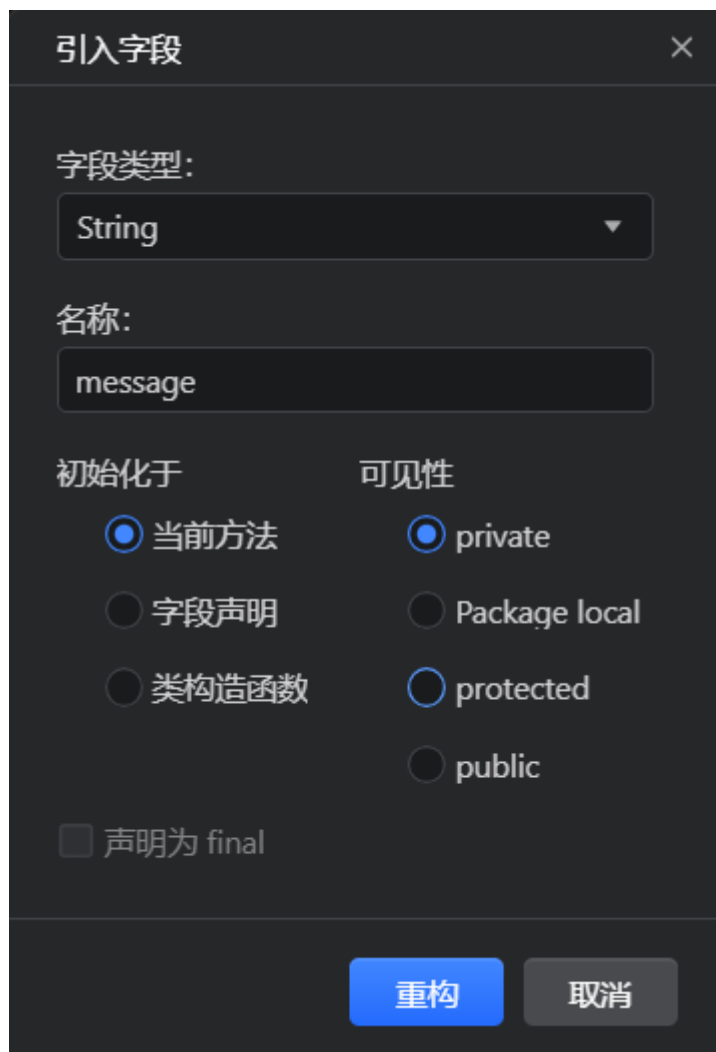 引入字段
字段类型:
String
名称:
message
初始化于 可见性
当前方法 private
字段声明 Package local
类构造函数 protected
public
声明为 final
重构 取消